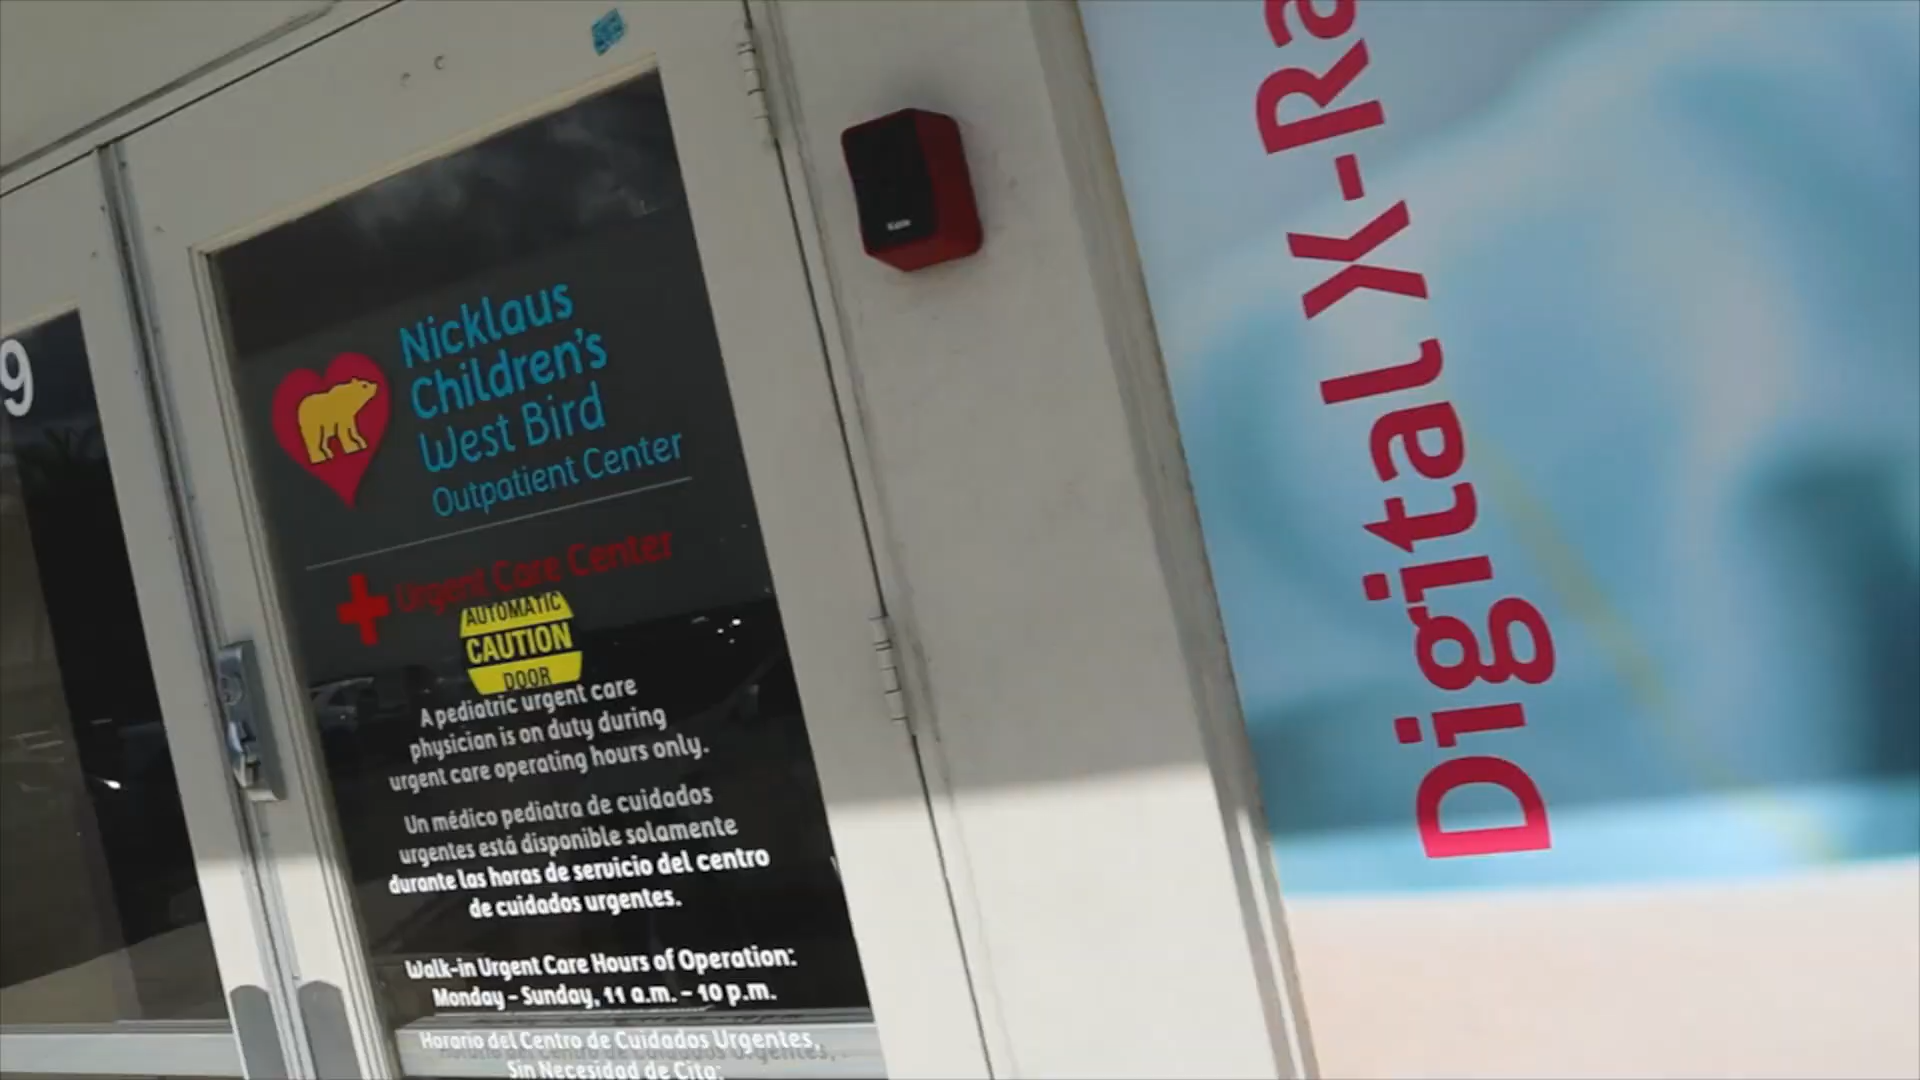 9
Nicklaus
Children's
West Bird
Outpatient Center
Urgent Care Center
AUTOMATIC
CAUTION
DOOR
A pediatric urgent care
physician is on duty during
urgent care operating hours only.
Un médico pediatra de cuidados
urgentes está disponible solamente
durante las horas de servicio del centro
de cuidados urgentes.
Walk-in Urgent Care Hours of Operation:
Monday - Sunday, 11 a.m. - 10 p.m.
Horario del Centro de Cuidados Urgentes,
Sin Necesidad de Cita:
Digital X-Ra